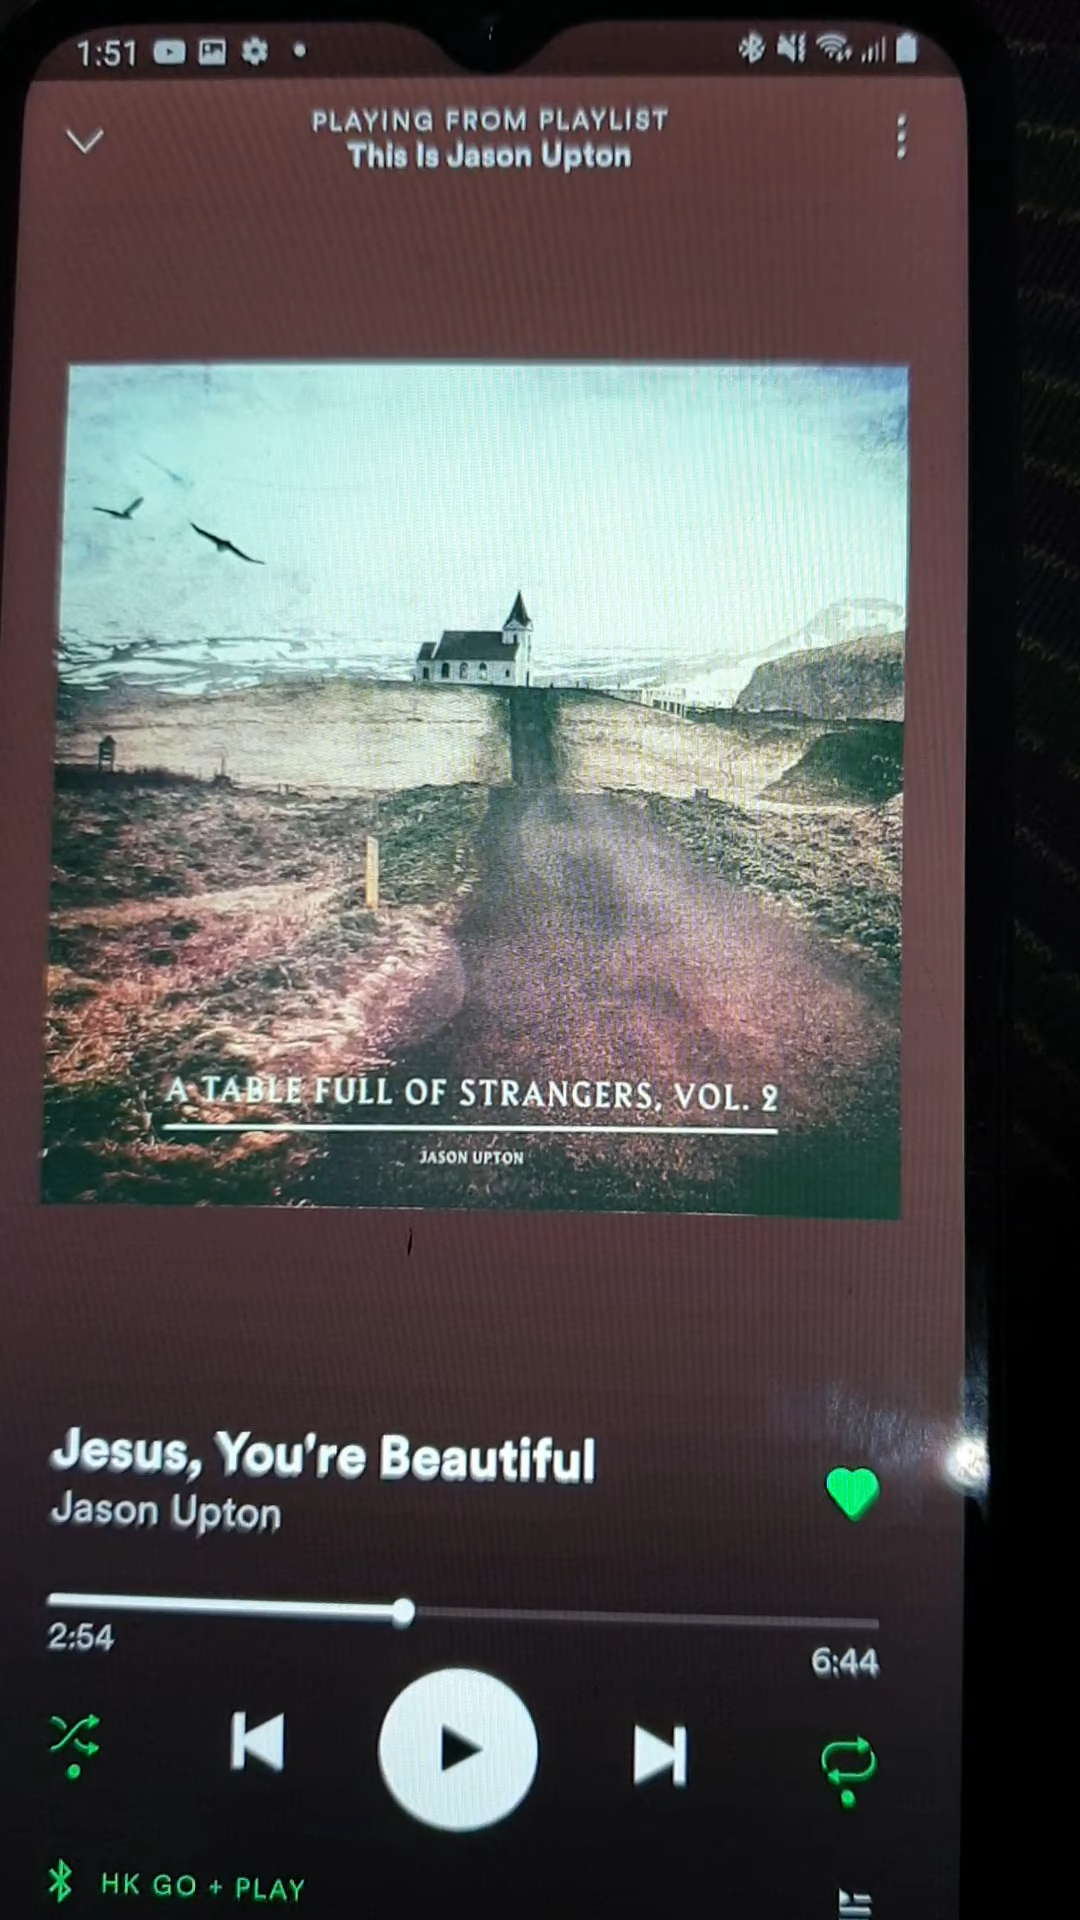 1:51
PLAYING FROM PLAYLIST
This Is Jason Upton
A TABLE FULL OF STRANGERS, VOL. 2
JASON UPTON
Jesus, You're Beautiful
Jason Upton
2:54
6:44
HK GO + PLAY